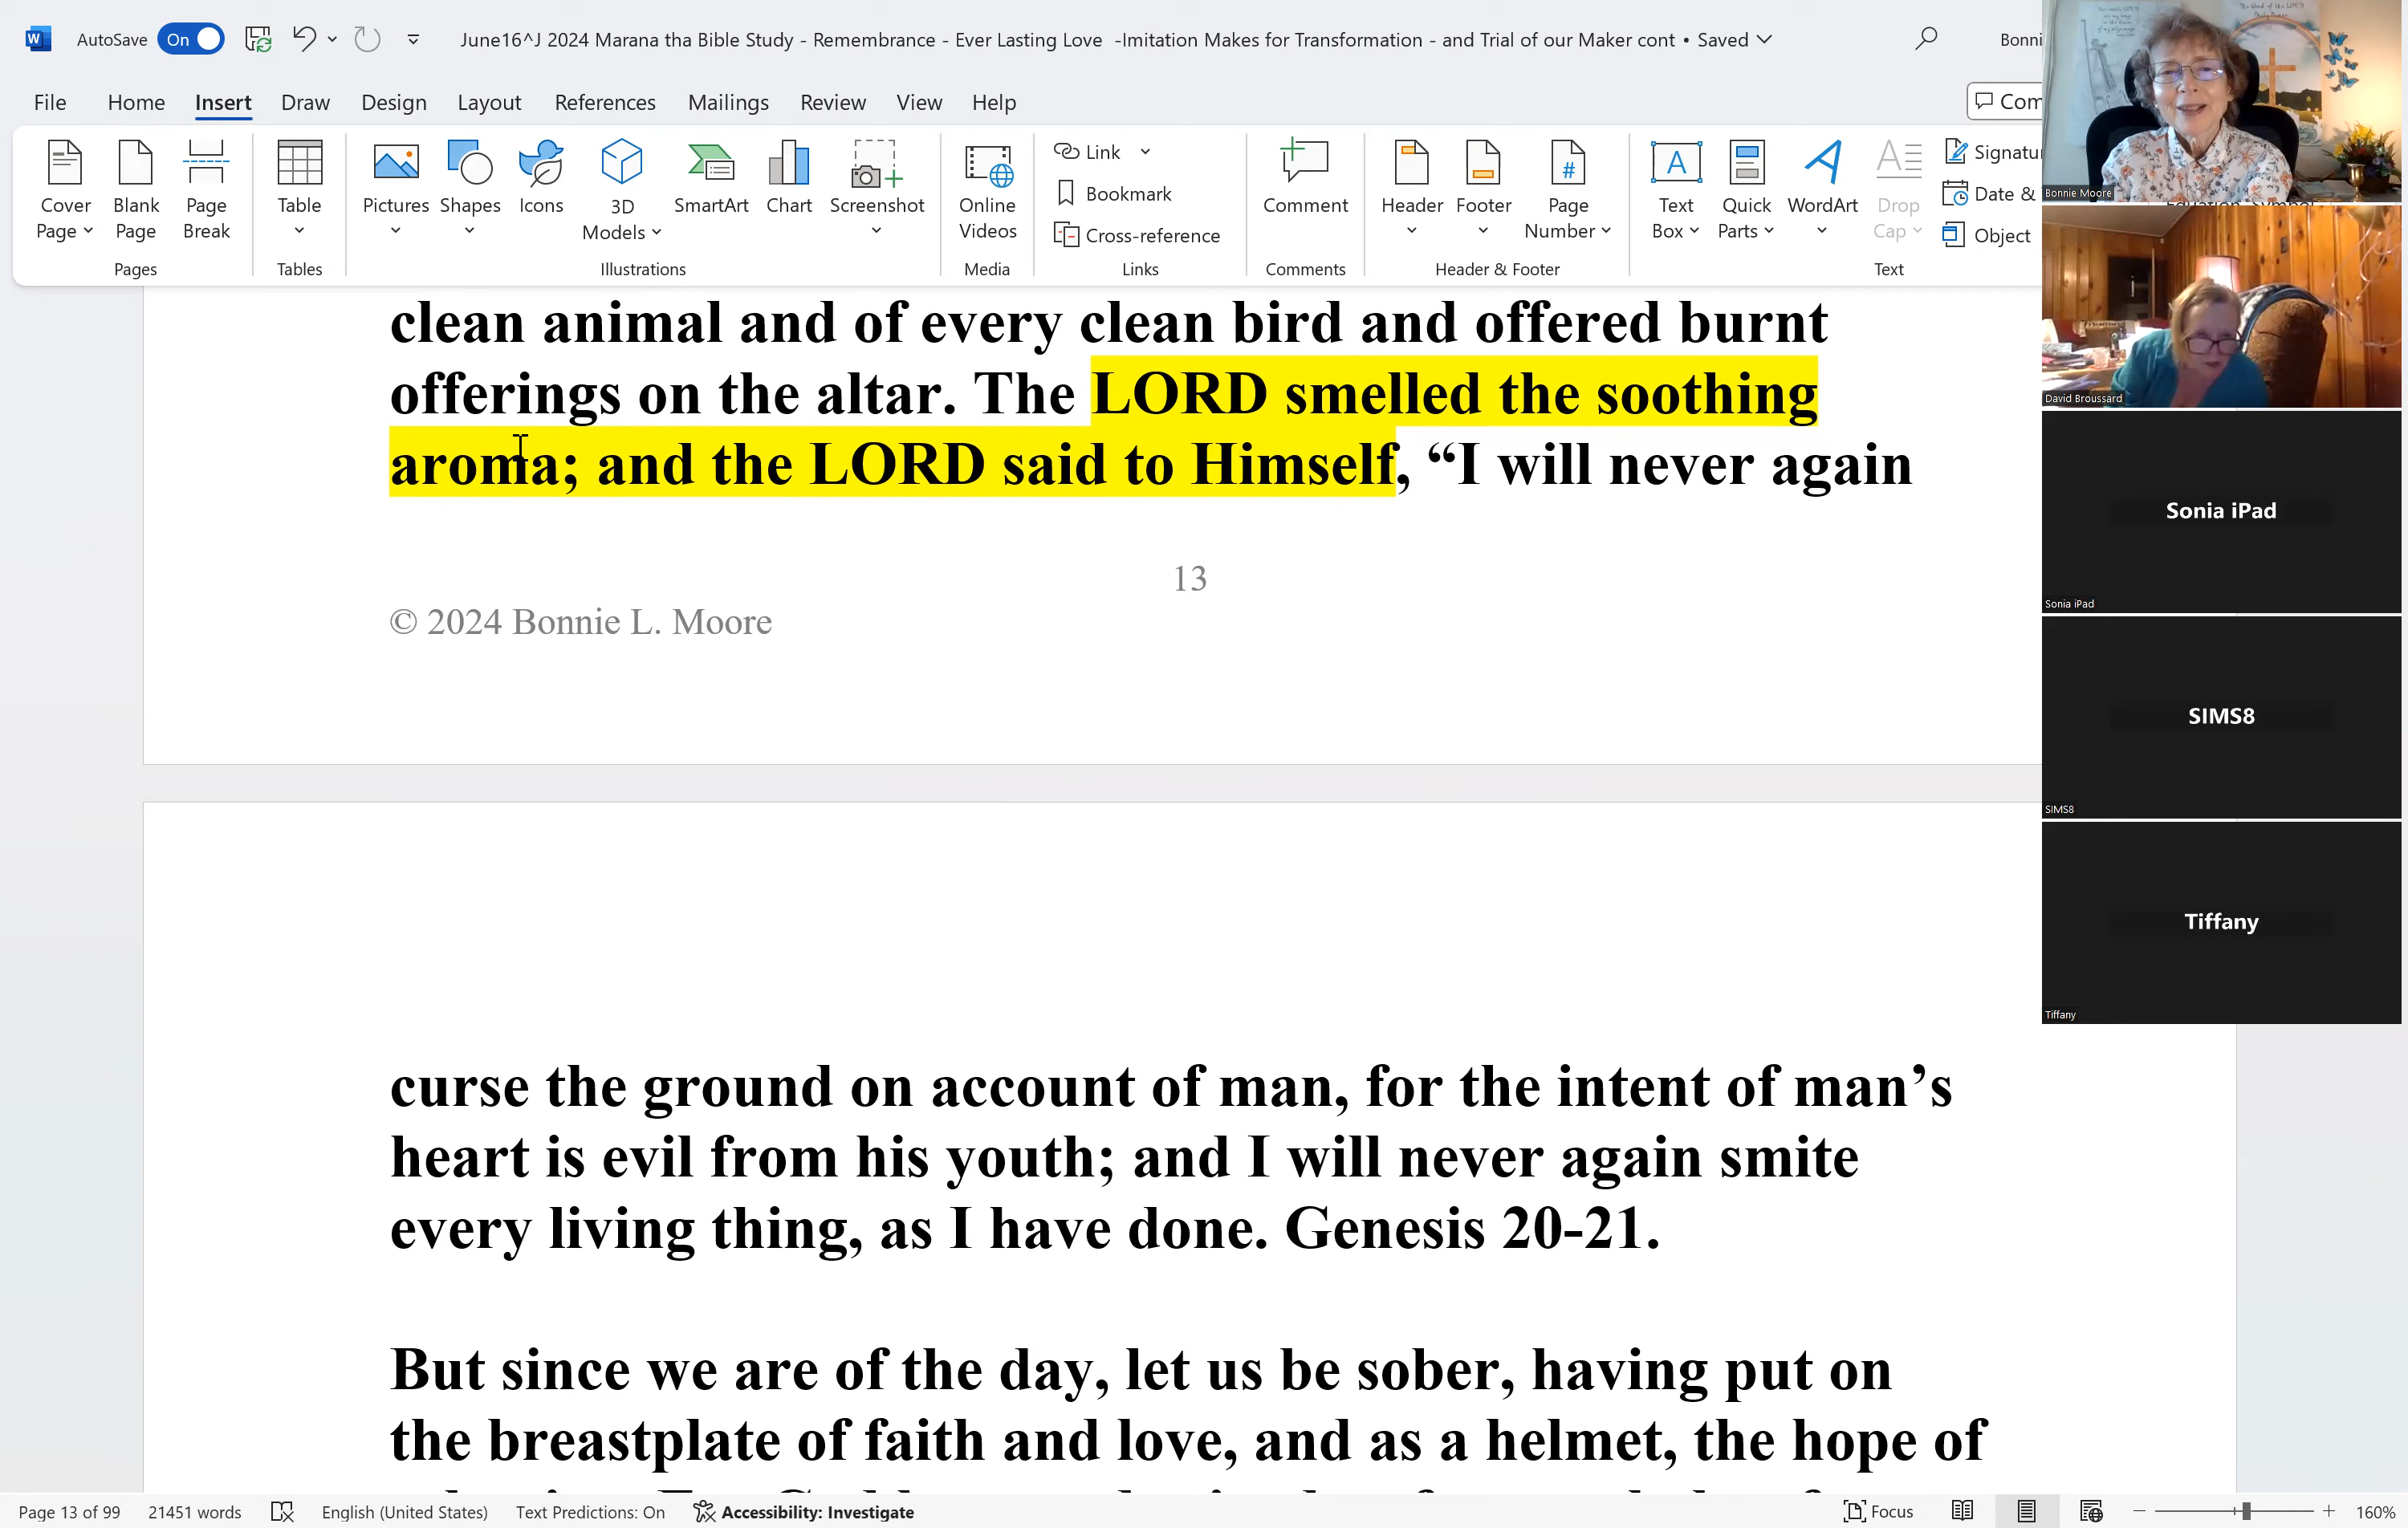 AutoSave On June16^J 2024 Marana tha Bible Study - Remembrance - Ever Lasting Love -Imitation Makes for Transformation - and Trial of our Maker cont • Saved Bonni
File Home Insert Draw Design Layout References Mailings Review View Help Com
Cover Page
Blank Page
Page Break
Pages
Table
Tables
Pictures
Shapes
Icons
3D Models
SmartArt
Chart
Screenshot
Illustrations
Online Videos
Media
Link
Bookmark
Cross-reference
Links
Comment
Comments
Header
Footer
Page Number
Header & Footer
Text Box
Quick Parts
WordArt
Drop Cap
Signatu
Date &
Object
Text
clean animal and of every clean bird and offered burnt
offerings on the altar. The LORD smelled the soothing
aroma; and the LORD said to Himself, “I will never again
13
© 2024 Bonnie L. Moore
curse the ground on account of man, for the intent of man’s
heart is evil from his youth; and I will never again smite
every living thing, as I have done. Genesis 20-21.
But since we are of the day, let us be sober, having put on
the breastplate of faith and love, and as a helmet, the hope of
Bonnie Moore
David Broussard
Sonia iPad
Sonia iPad
SIMS8
SIMS8
Tiffany
Tiffany
Page 13 of 99 21451 words English (United States) Text Predictions: On Accessibility: Investigate Focus 160%